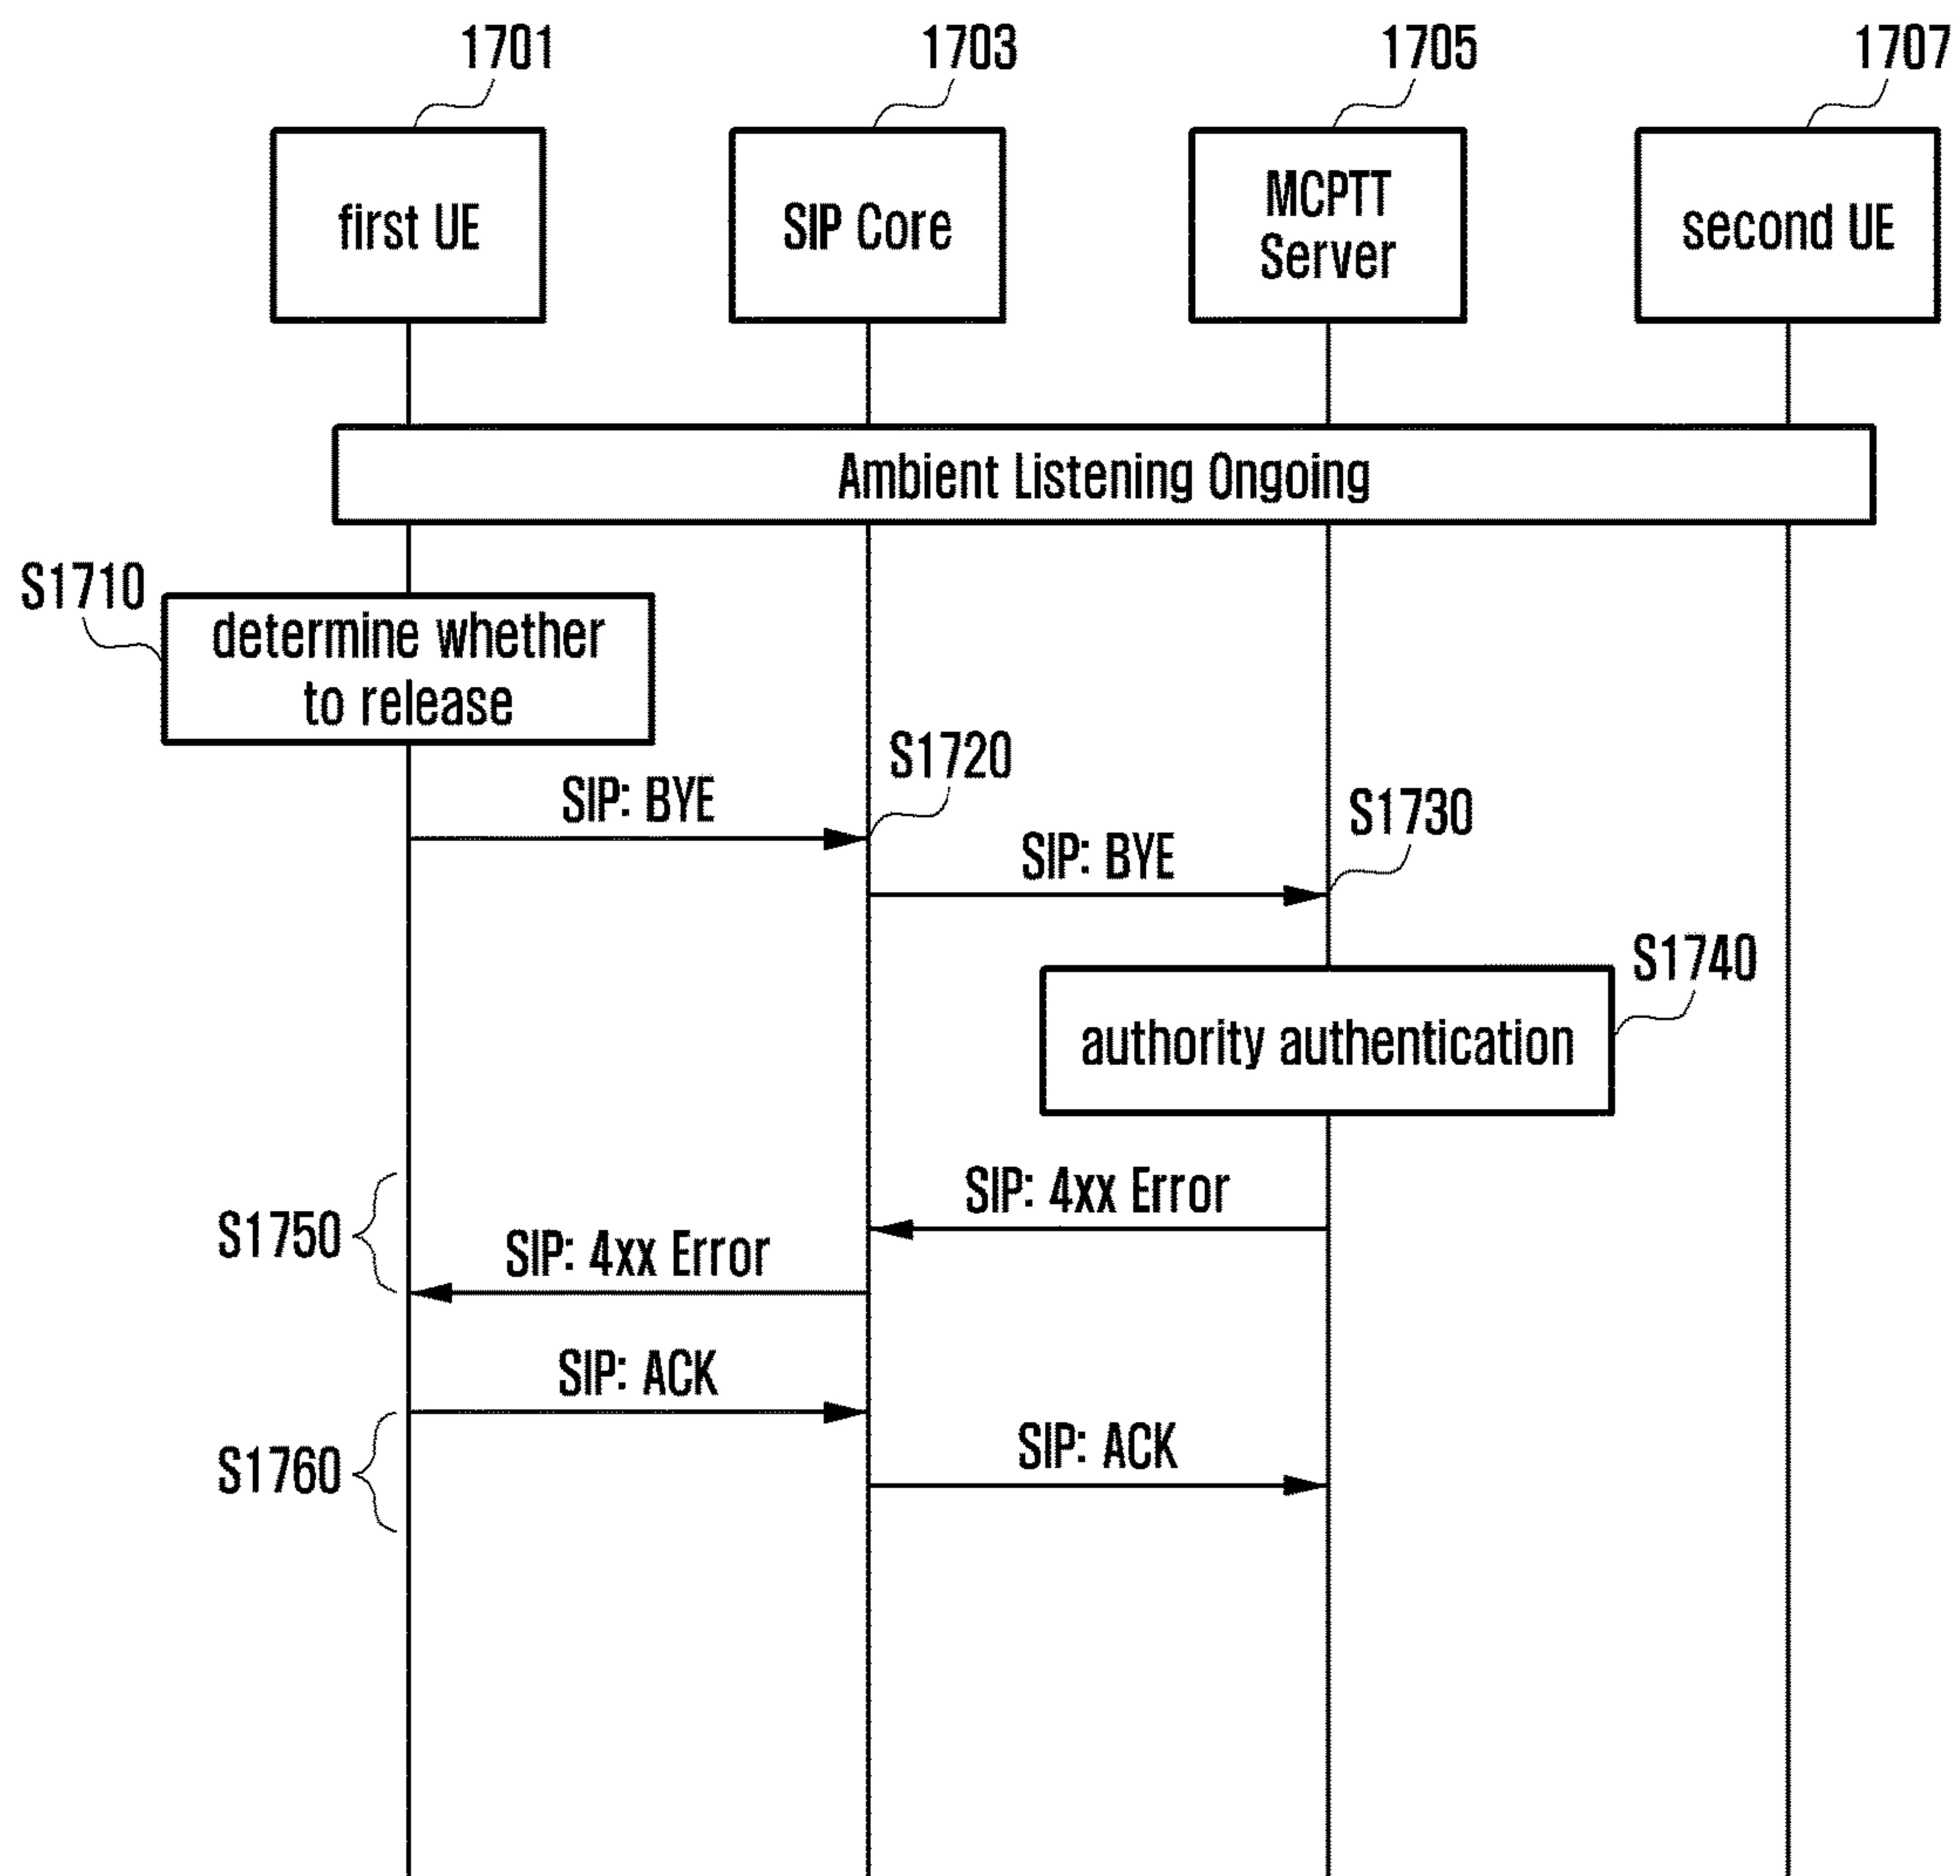 1701
1703
1705
1707
first UE
SIP Core
MCPTT
Server
second UE
Ambient Listening Ongoing
S1710
determine whether
to release
S1720
SIP: BYE
S1730
SIP: BYE
S1740
authority authentication
SIP: 4xx Error
S1750
SIP: 4xx Error
SIP: ACK
SIP: ACK
S1760